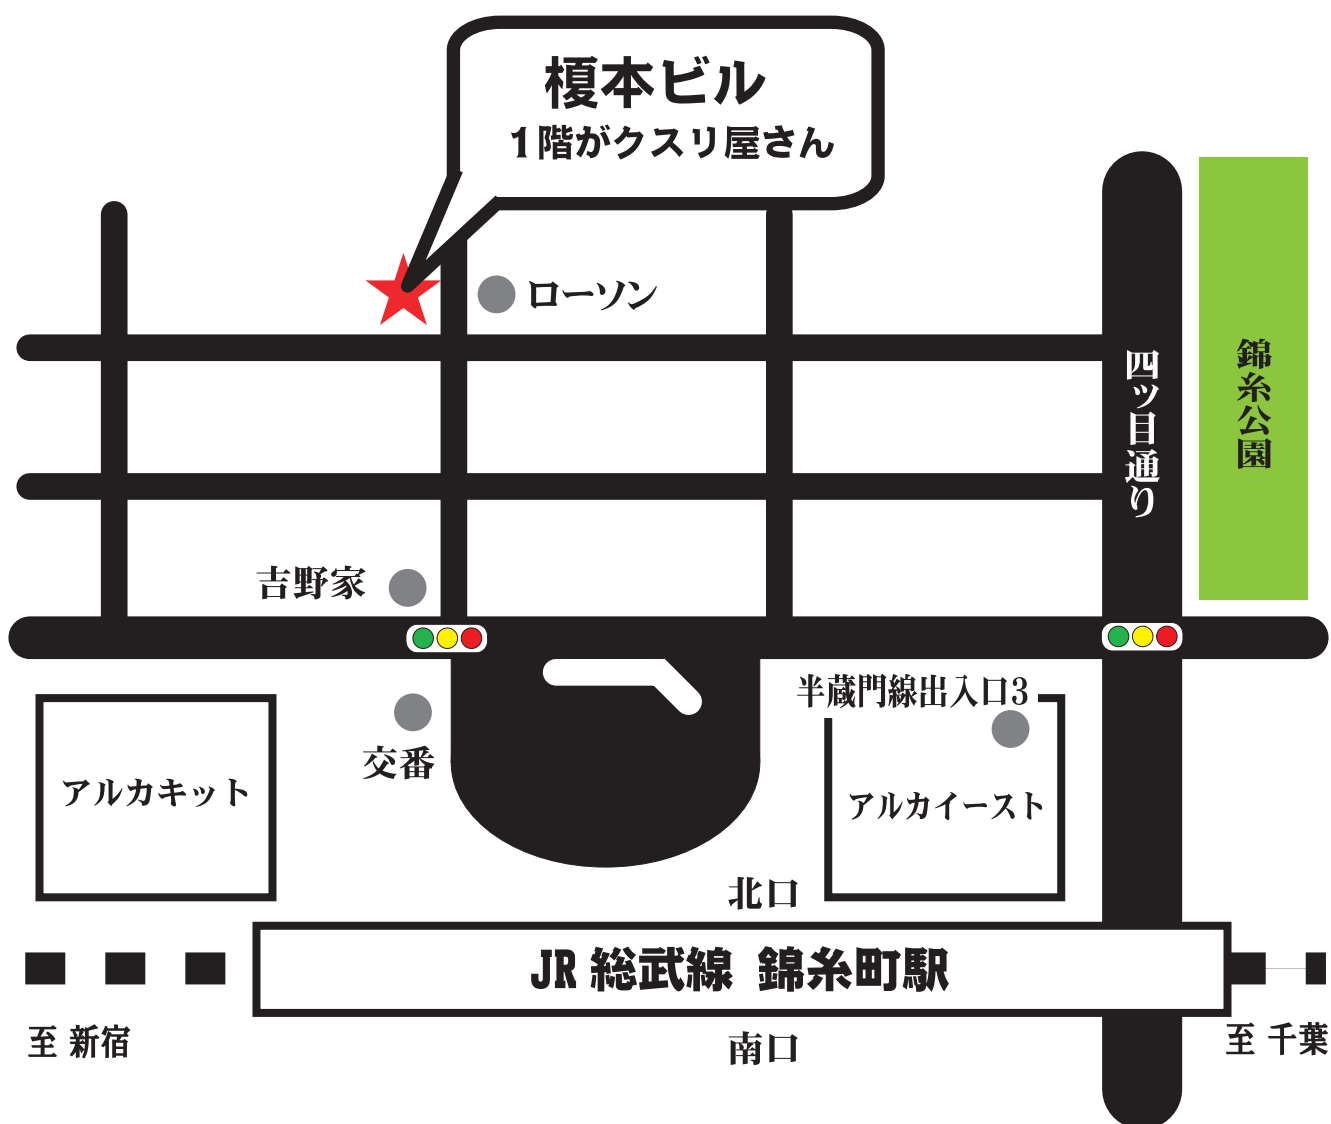 榎本ビル
1階がクスリ屋さん
ローソン
四ツ目通り
錦糸公園
吉野家
半蔵門線出入口3
交番
アルカキット
アルカイースト
北口
JR 総武線 錦糸町駅
至 新宿
南口
至 千葉